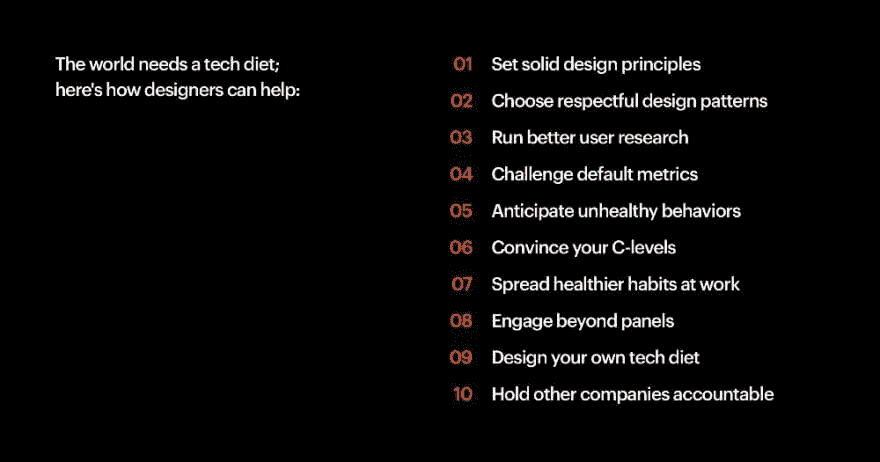 The world needs a tech diet;
here's how designers can help:
01 Set solid design principles
02 Choose respectful design patterns
03 Run better user research
04 Challenge default metrics
05 Anticipate unhealthy behaviors
06 Convince your C-levels
07 Spread healthier habits at work
08 Engage beyond panels
09 Design your own tech diet
10 Hold other companies accountable